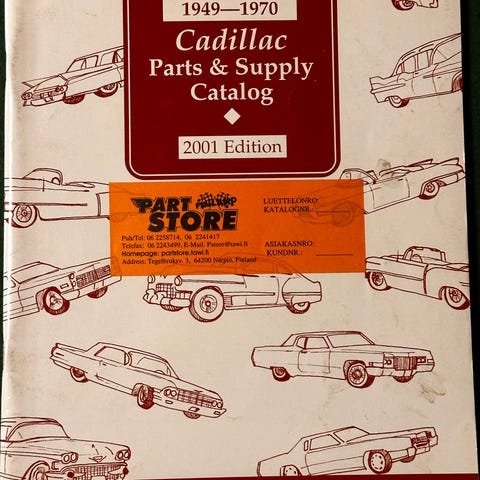 1949—1970
Cadillac
Parts & Supply
Catalog
2001 Edition
PART
STORE
Puh/Tel: 06 2258714, 06 2241417
Telefax: 06 2243499, E-Mail: Pstore@tawi.fi
Homepage: partstore.tawi.fi
Address: Tegelbruksv. 3, 64200 Närpiö, Finland
LUETTELONRO:
KATALOGNR.:
ASIAKASNRO:
KUNDNR.: